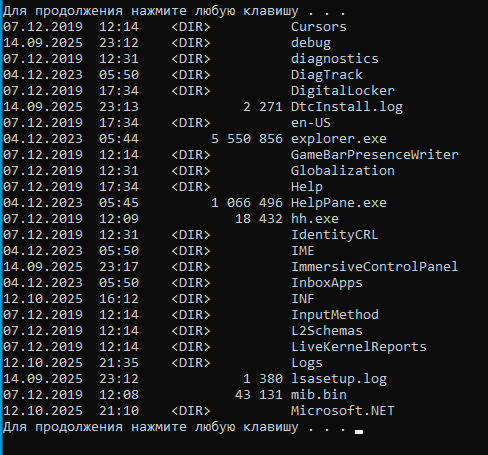 Для продолжения нажмите любую клавишу . . .
07.12.2019  12:14    <DIR>          Cursors
14.09.2025  23:12    <DIR>          debug
07.12.2019  12:31    <DIR>          diagnostics
04.12.2023  05:50    <DIR>          DiagTrack
07.12.2019  17:34    <DIR>          DigitalLocker
14.09.2025  23:13             2 271 DtcInstall.log
07.12.2019  17:34    <DIR>          en-US
04.12.2023  05:44         5 550 856 explorer.exe
07.12.2019  12:14    <DIR>          GameBarPresenceWriter
07.12.2019  12:31    <DIR>          Globalization
07.12.2019  17:34    <DIR>          Help
04.12.2023  05:45         1 066 496 HelpPane.exe
07.12.2019  12:09            18 432 hh.exe
07.12.2019  12:31    <DIR>          IdentityCRL
04.12.2023  05:50    <DIR>          IME
14.09.2025  23:17    <DIR>          ImmersiveControlPanel
04.12.2023  05:50    <DIR>          InboxApps
12.10.2025  16:12    <DIR>          INF
07.12.2019  12:14    <DIR>          InputMethod
07.12.2019  12:14    <DIR>          L2Schemas
07.12.2019  12:14    <DIR>          LiveKernelReports
12.10.2025  21:35    <DIR>          Logs
14.09.2025  23:12             1 380 lsasetup.log
07.12.2019  12:08            43 131 mib.bin
12.10.2025  21:10    <DIR>          Microsoft.NET
Для продолжения нажмите любую клавишу . . .